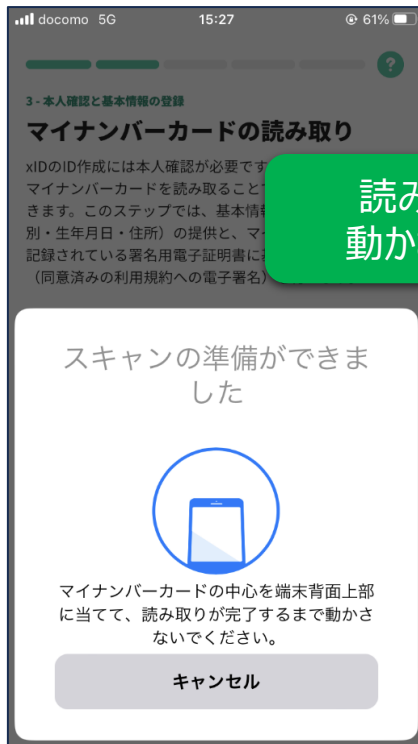 docomo 5G 15:27 61%
?
3 - 本人確認と基本情報の登録
マイナンバーカードの読み取り
xIDのID作成には本人確認が必要です
マイナンバーカードを読み取ること
きます。このステップでは、基本情
別・生年月日・住所）の提供と、マ
記録されている署名用電子証明書に
（同意済みの利用規約への電子署名）
読み
動か
スキャンの準備ができま
した
マイナンバーカードの中心を端末背面上部
に当てて、読み取りが完了するまで動かさ
ないでください。
キャンセル